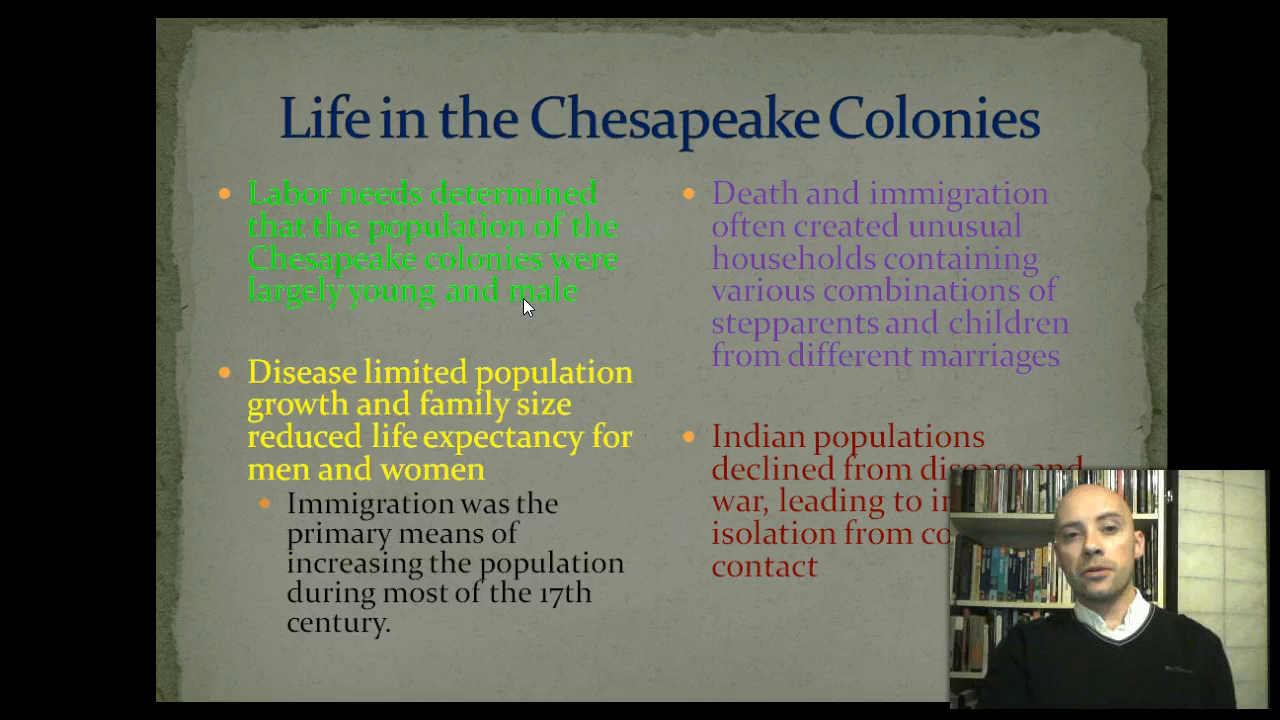 Life in the Chesapeake Colonies
Labor needs determined
that the population of the
Chesapeake colonies were
largely young and male
Disease limited population
growth and family size
reduced life expectancy for
men and women
Immigration was the
primary means of
increasing the population
during most of the 17th
century.
Death and immigration
often created unusual
households containing
various combinations of
stepparents and children
from different marriages
Indian populations
declined from disease and
war, leading to
isolation from
contact